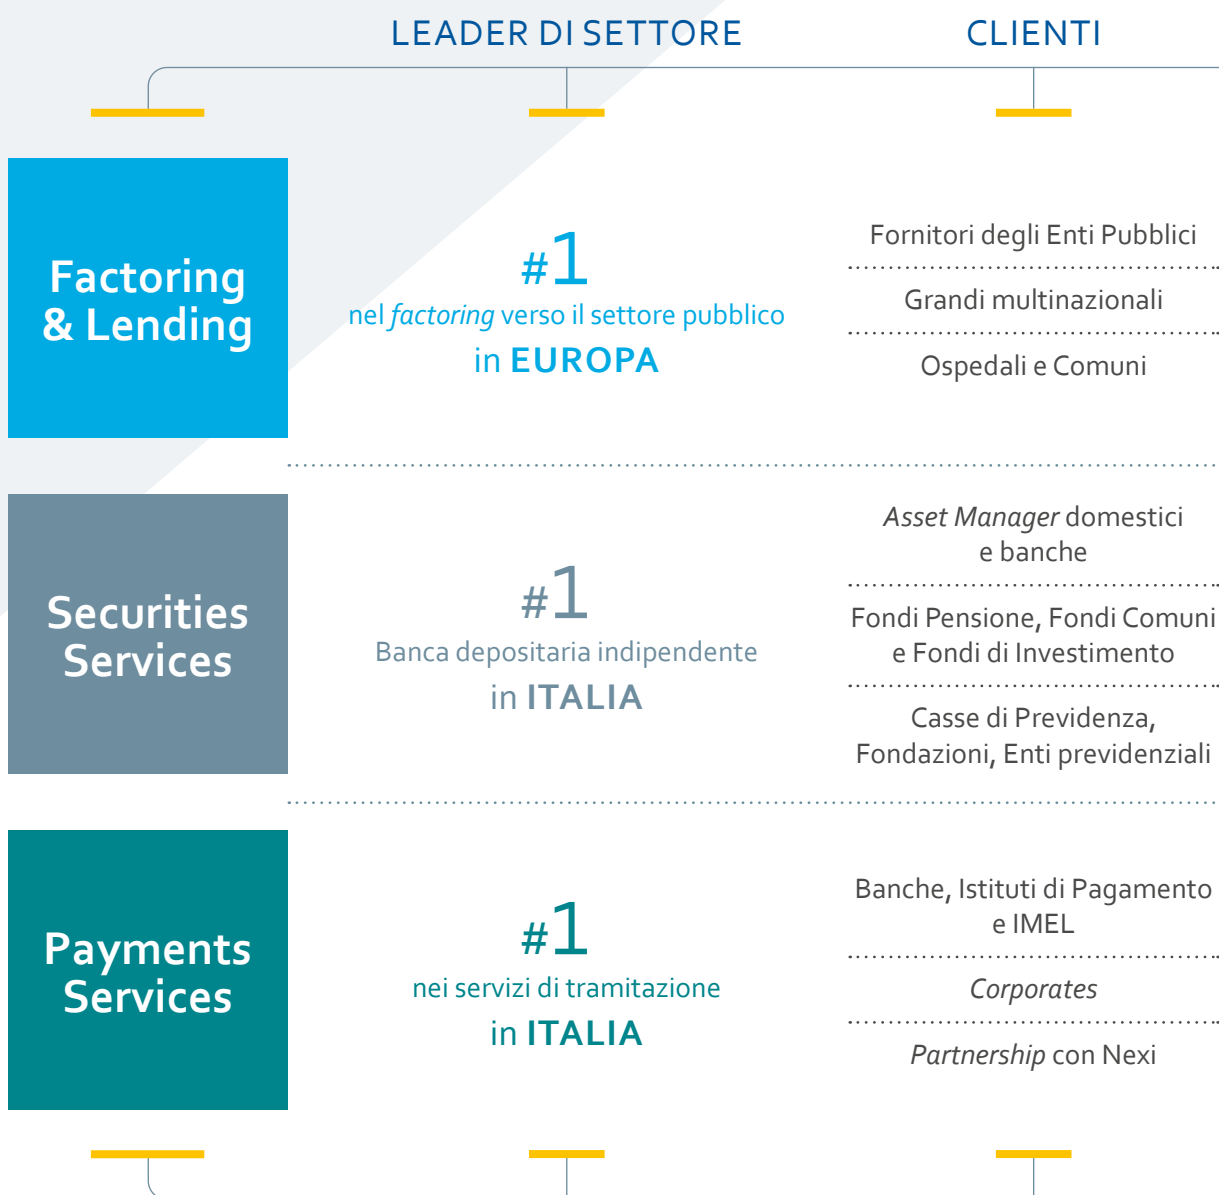 LEADER DI SETTORE
CLIENTI
Factoring
& Lending
#1
nel factoring verso il settore pubblico
in EUROPA
Fornitori degli Enti Pubblici
Grandi multinazionali
Ospedali e Comuni
Securities
Services
#1
Banca depositaria indipendente
in ITALIA
Asset Manager domestici
e banche
Fondi Pensione, Fondi Comuni
e Fondi di Investimento
Casse di Previdenza,
Fondazioni, Enti previdenziali
Payments
Services
#1
nei servizi di tramitazione
in ITALIA
Banche, Istituti di Pagamento
e IMEL
Corporates
Partnership con Nexi